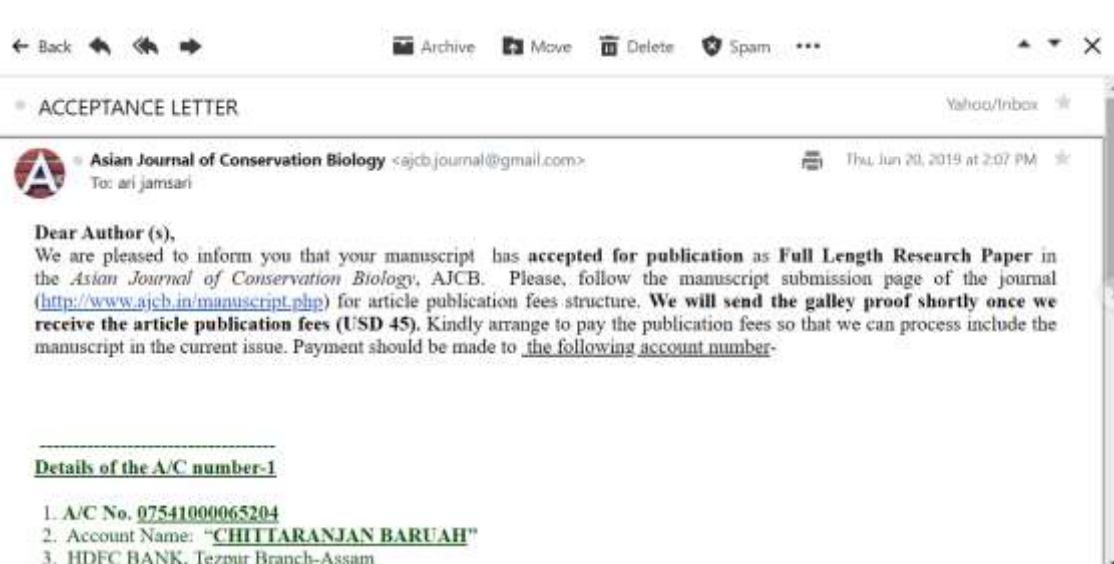 Back Archive Move Delete Spam
ACCEPTANCE LETTER Yahoo/Inbox
Asian Journal of Conservation Biology <ajcb.journal@gmail.com> Thu, Jun 20, 2019 at 2:07 PM
To: ari jamsari
Dear Author (s),
We are pleased to inform you that your manuscript has accepted for publication as Full Length Research Paper in
the Asian Journal of Conservation Biology, AJCB. Please, follow the manuscript submission page of the journal
(http://www.ajcb.in/manuscript.php) for article publication fees structure. We will send the galley proof shortly once we
receive the article publication fees (USD 45). Kindly arrange to pay the publication fees so that we can process include the
manuscript in the current issue. Payment should be made to the following account number-
---------------------------------
Details of the A/C number-1
1. A/C No. 07541000065204
2. Account Name: "CHITTARANJAN BARUAH"
3. HDFC BANK, Tezpur Branch-Assam